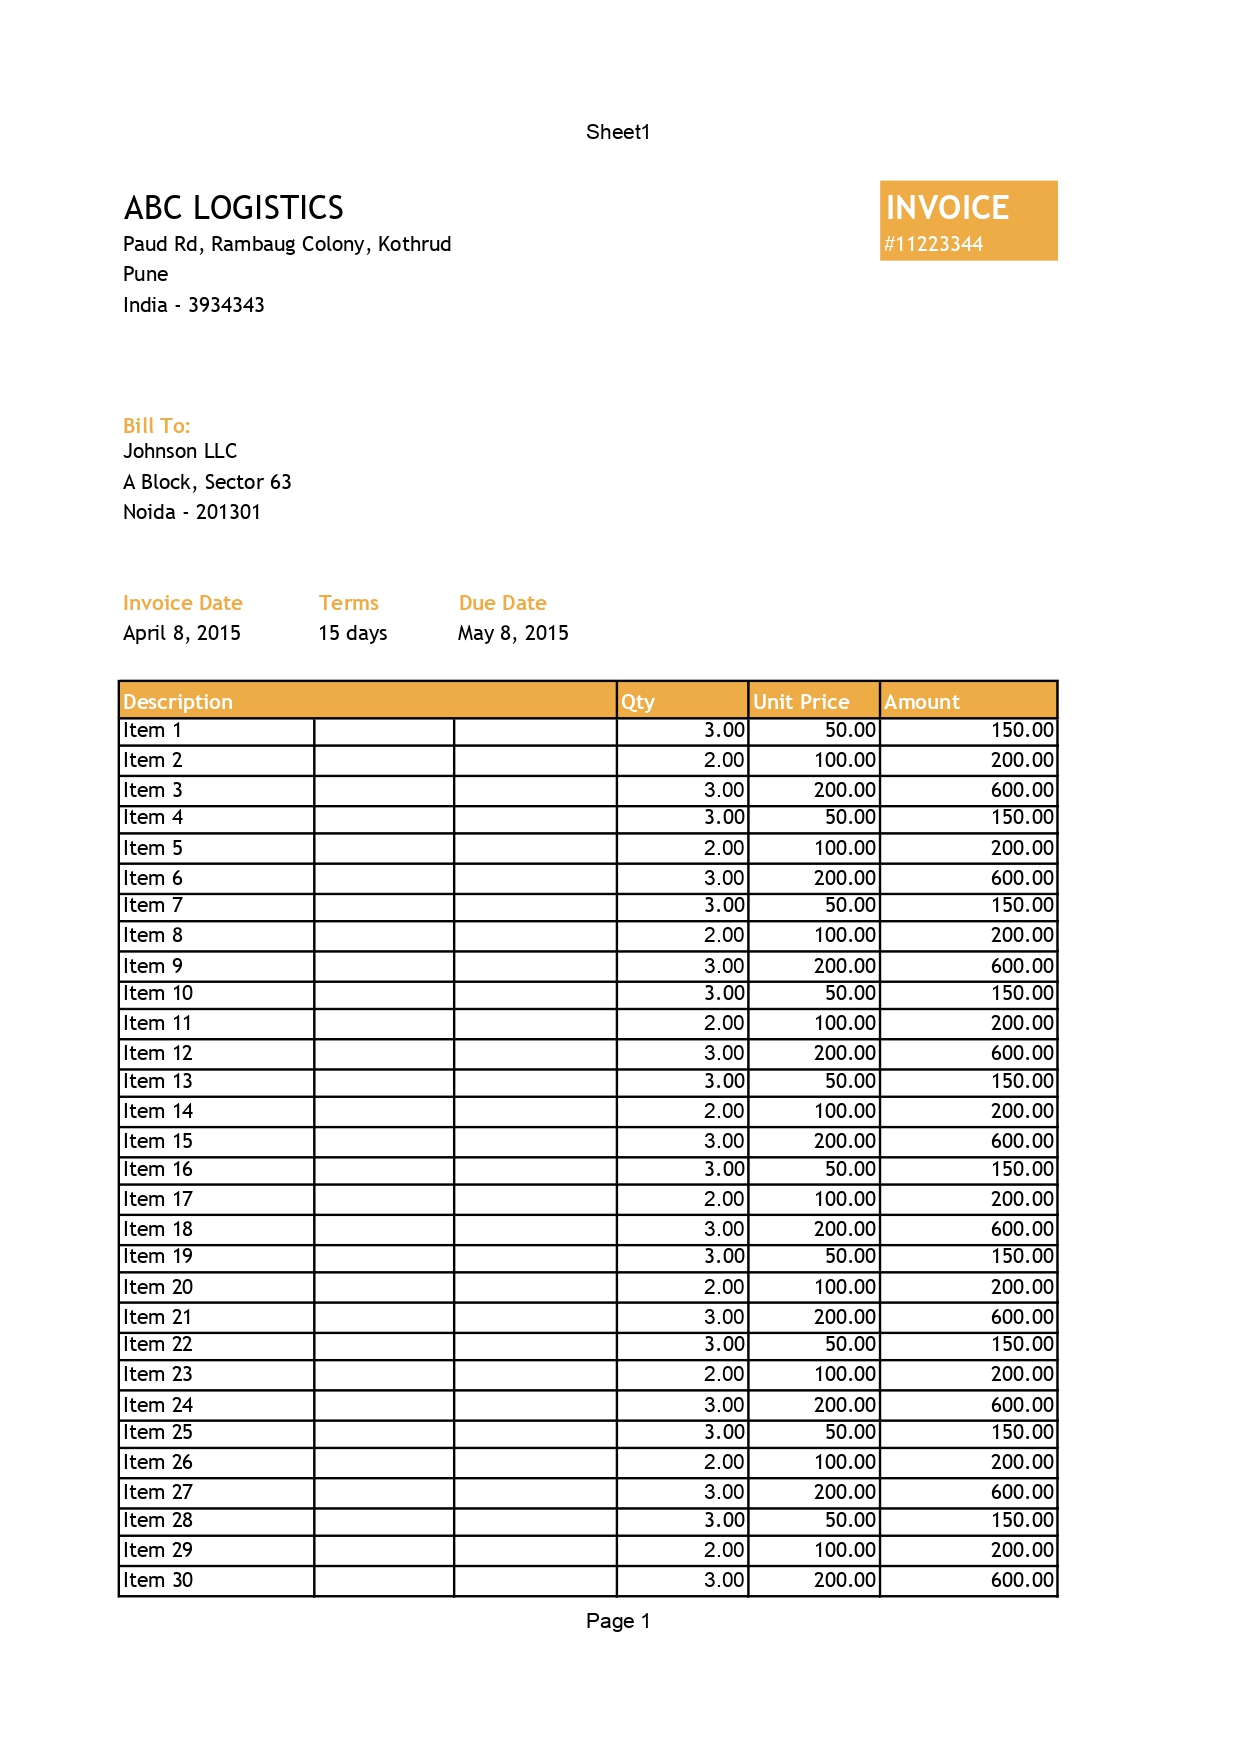 Sheet1
ABC LOGISTICS
INVOICE
Paud Rd, Rambaug Colony, Kothrud
#11223344
Pune
India - 3934343
Bill To:
Johnson LLC
A Block, Sector 63
Noida - 201301
Invoice Date Terms Due Date
April 8, 2015 15 days May 8, 2015
Description Qty Unit Price Amount
Item 1 3.00 50.00 150.00
Item 2 2.00 100.00 200.00
Item 3 3.00 200.00 600.00
Item 4 3.00 50.00 150.00
Item 5 2.00 100.00 200.00
Item 6 3.00 200.00 600.00
Item 7 3.00 50.00 150.00
Item 8 2.00 100.00 200.00
Item 9 3.00 200.00 600.00
Item 10 3.00 50.00 150.00
Item 11 2.00 100.00 200.00
Item 12 3.00 200.00 600.00
Item 13 3.00 50.00 150.00
Item 14 2.00 100.00 200.00
Item 15 3.00 200.00 600.00
Item 16 3.00 50.00 150.00
Item 17 2.00 100.00 200.00
Item 18 3.00 200.00 600.00
Item 19 3.00 50.00 150.00
Item 20 2.00 100.00 200.00
Item 21 3.00 200.00 600.00
Item 22 3.00 50.00 150.00
Item 23 2.00 100.00 200.00
Item 24 3.00 200.00 600.00
Item 25 3.00 50.00 150.00
Item 26 2.00 100.00 200.00
Item 27 3.00 200.00 600.00
Item 28 3.00 50.00 150.00
Item 29 2.00 100.00 200.00
Item 30 3.00 200.00 600.00
Page 1